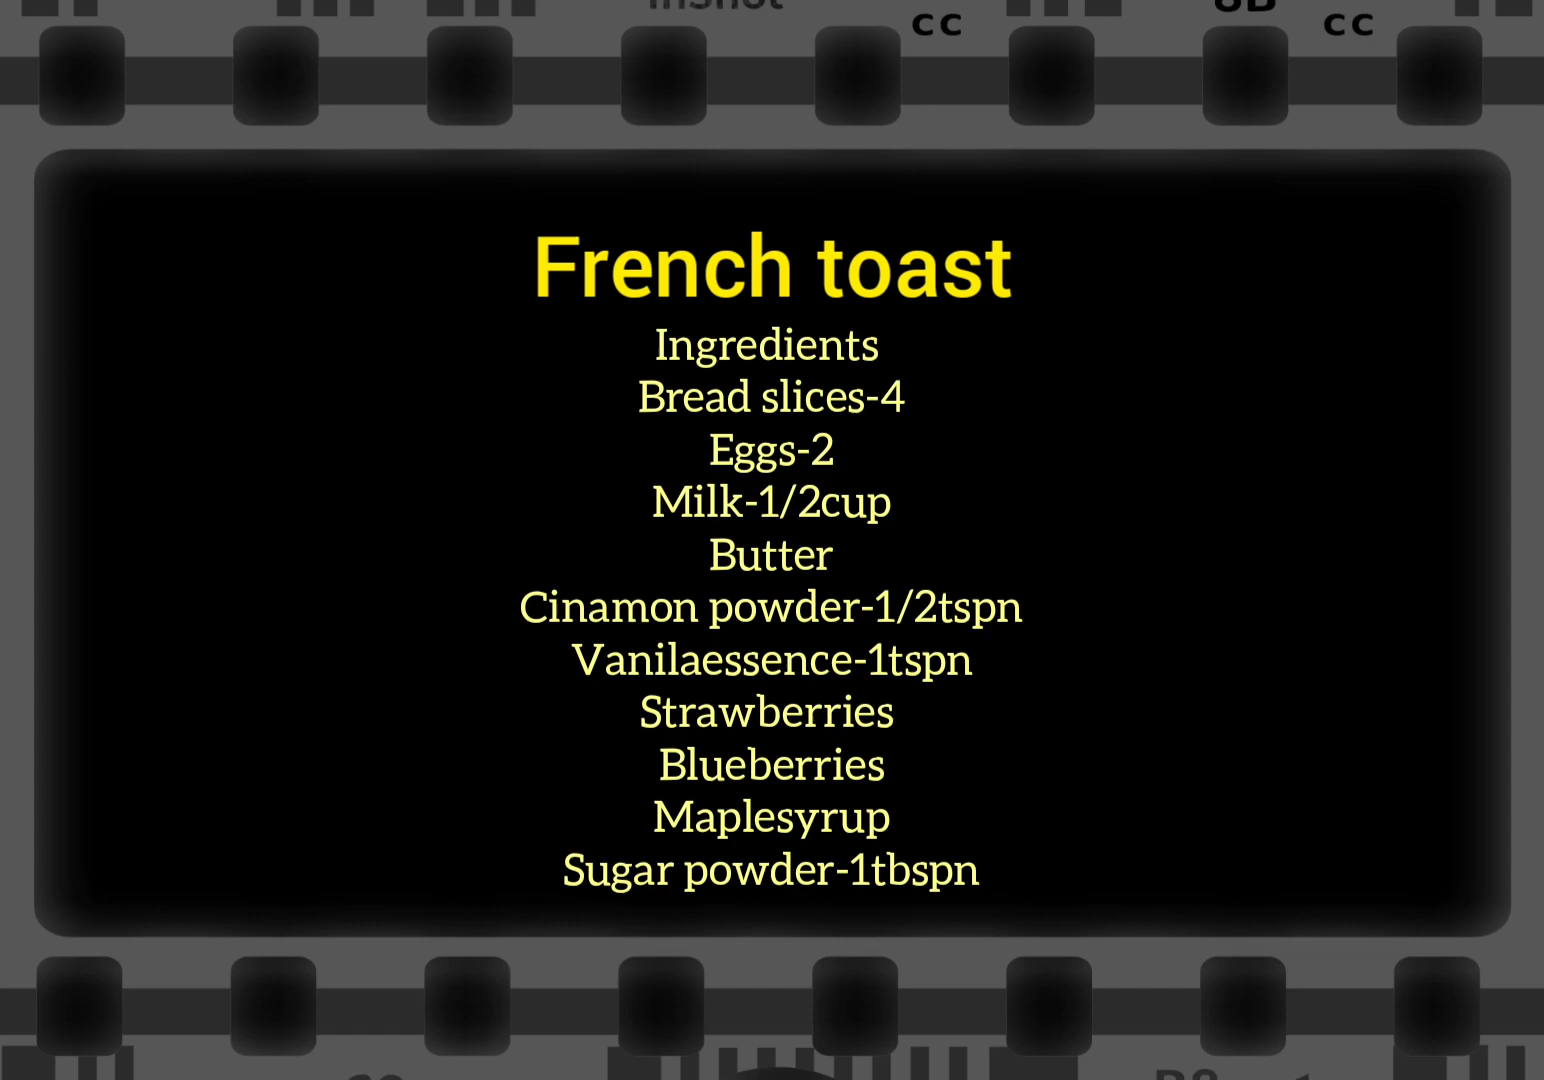 cc
cc
French toast
Ingredients
Bread slices-4
Eggs-2
Milk-1/2cup
Butter
Cinamon powder-1/2tspn
Vanilaessence-1tspn
Strawberries
Blueberries
Maplesyrup
Sugar powder-1tbspn